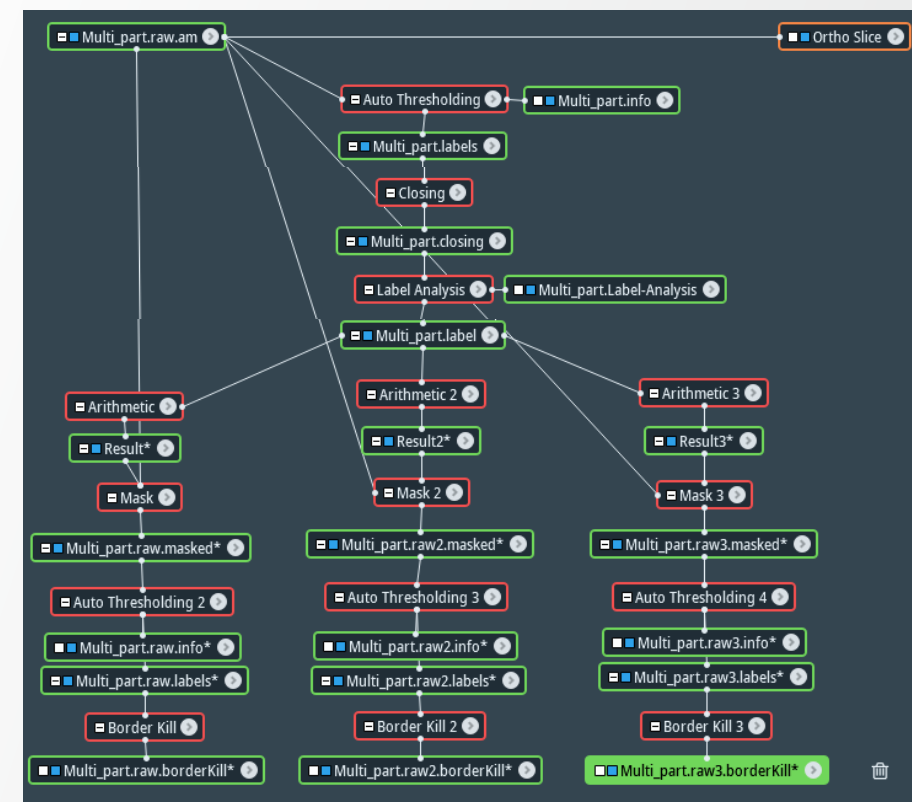 Multi_part.raw.am
Ortho Slice
Auto Thresholding
Multi_part.info
Multi_part.labels
Closing
Multi_part.closing
Label Analysis
Multi_part.Label-Analysis
Multi_part.label
Arithmetic
Arithmetic 2
Arithmetic 3
Result*
Result2*
Result3*
Mask
Mask 2
Mask 3
Multi_part.raw.masked*
Multi_part.raw2.masked*
Multi_part.raw3.masked*
Auto Thresholding 2
Auto Thresholding 3
Auto Thresholding 4
Multi_part.raw.info*
Multi_part.raw2.info*
Multi_part.raw3.info*
Multi_part.raw.labels*
Multi_part.raw2.labels*
Multi_part.raw3.labels*
Border Kill
Border Kill 2
Border Kill 3
Multi_part.raw.borderKill*
Multi_part.raw2.borderKill*
Multi_part.raw3.borderKill*